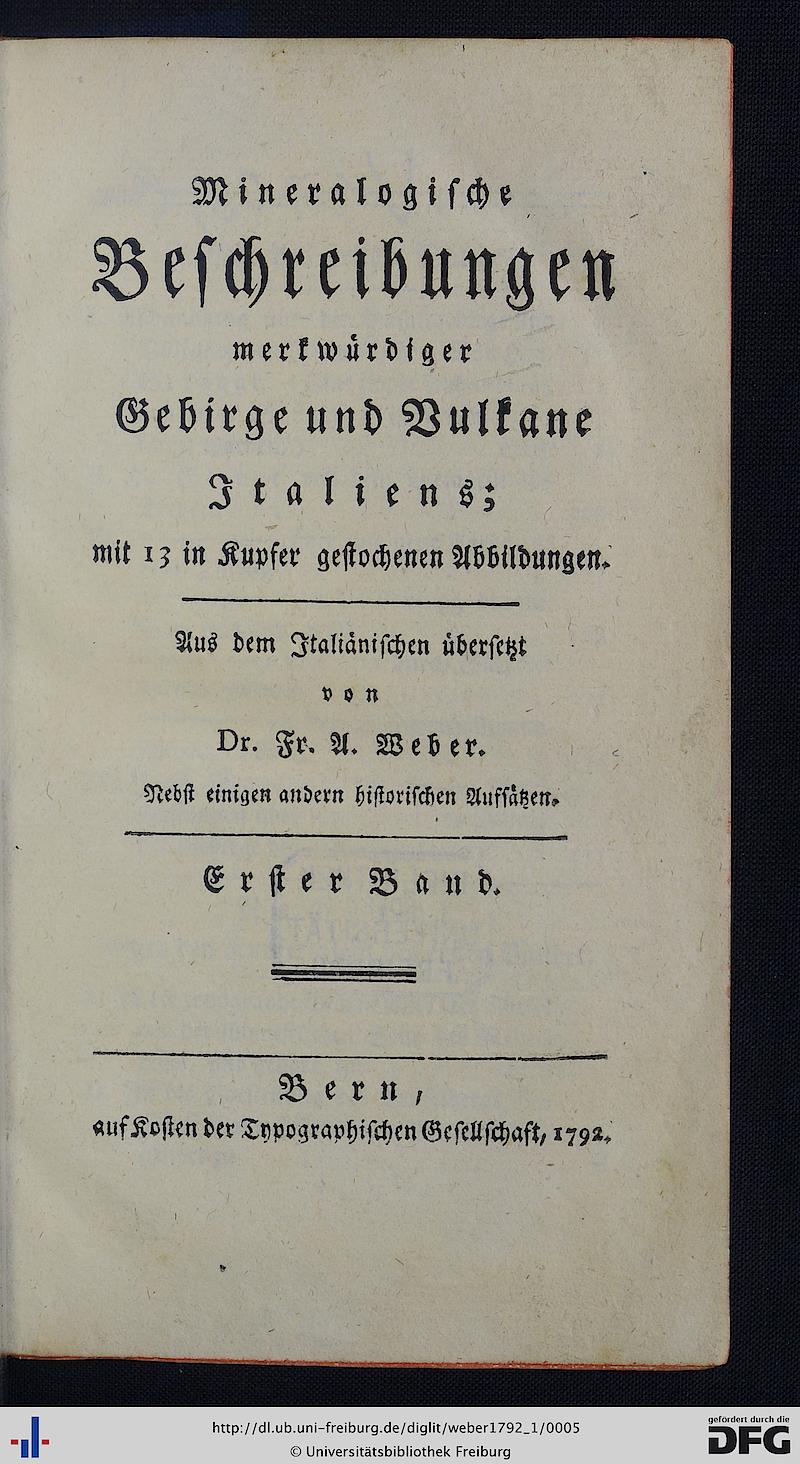 Mineralogiſche
Beſchreibungen
merkwürdiger
Gebirge und Vulkane
Italiens;
mit 13 in Kupfer geſtochenen Abbildungen.
Aus dem Italiäniſchen überſetzt
von
Dr. Fr. A. Weber.
Nebſt einigen andern hiſtoriſchen Aufſätzen.
Erſter Band.
Bern,
auf Koſten der Typographiſchen Geſellſchaft, 1792.
http://dl.ub.uni-freiburg.de/diglit/weber1792_1/0005
© Universitätsbibliothek Freiburg
gefördert durch die
DFG